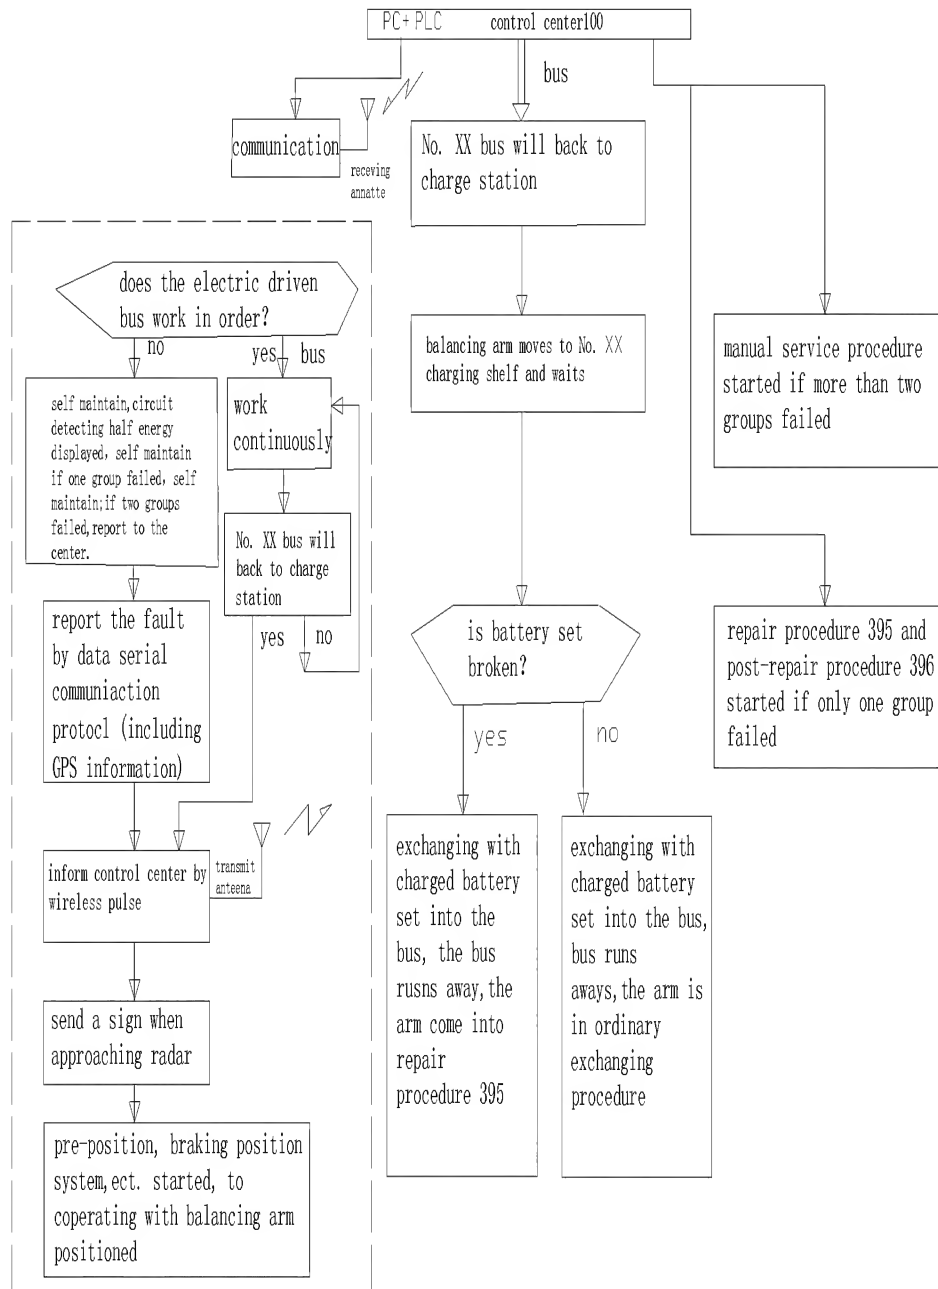 PC+PLC control center100
bus
communication
receving
annatte
No. XX bus will back to
charge station
does the electric driven
bus work in order?
no
yes
bus
self maintain,circuit
detecting half energy
displayed, self maintain
if one group failed, self
maintain;if two groups
failed,report to the
center.
work
continuously
No. XX bus will
back to charge
station
yes
no
report the fault
by data serial
communiaction
protocl (including
GPS information)
inform control center by
wireless pulse
transmit
anteena
send a sign when
approaching radar
pre-position, braking position
system,ect. started, to
coperating with balancing arm
positioned
balancing arm moves to No. XX
charging shelf and waits
is battery set
broken?
yes
no
exchanging with
charged battery
set into the
bus, the bus
rusns away,the
arm come into
repair
procedure 395
exchanging with
charged battery
set into the bus,
bus runs
aways,the arm is
in ordinary
exchanging
procedure
manual service procedure
started if more than two
groups failed
repair procedure 395 and
post-repair procedure 396
started if only one group
failed